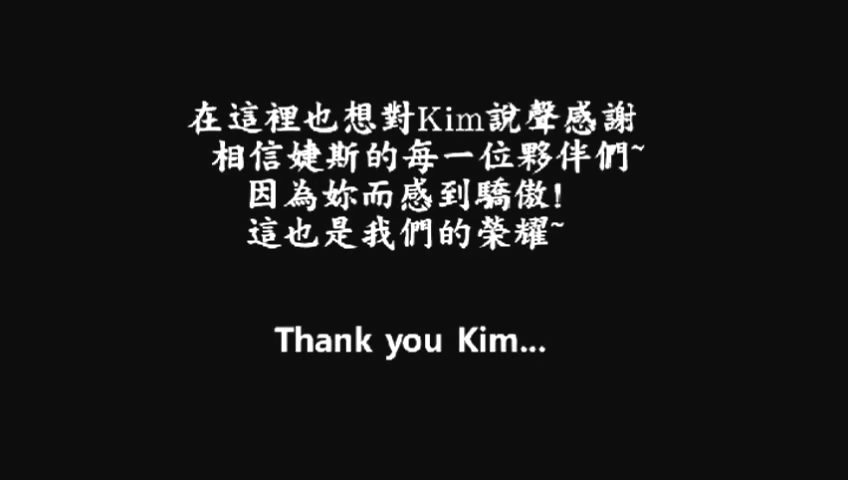 在這裡也想對Kim說聲感謝
相信婕斯的每一位夥伴們~
因為妳而感到驕傲!
這也是我們的榮耀~
Thank you Kim...